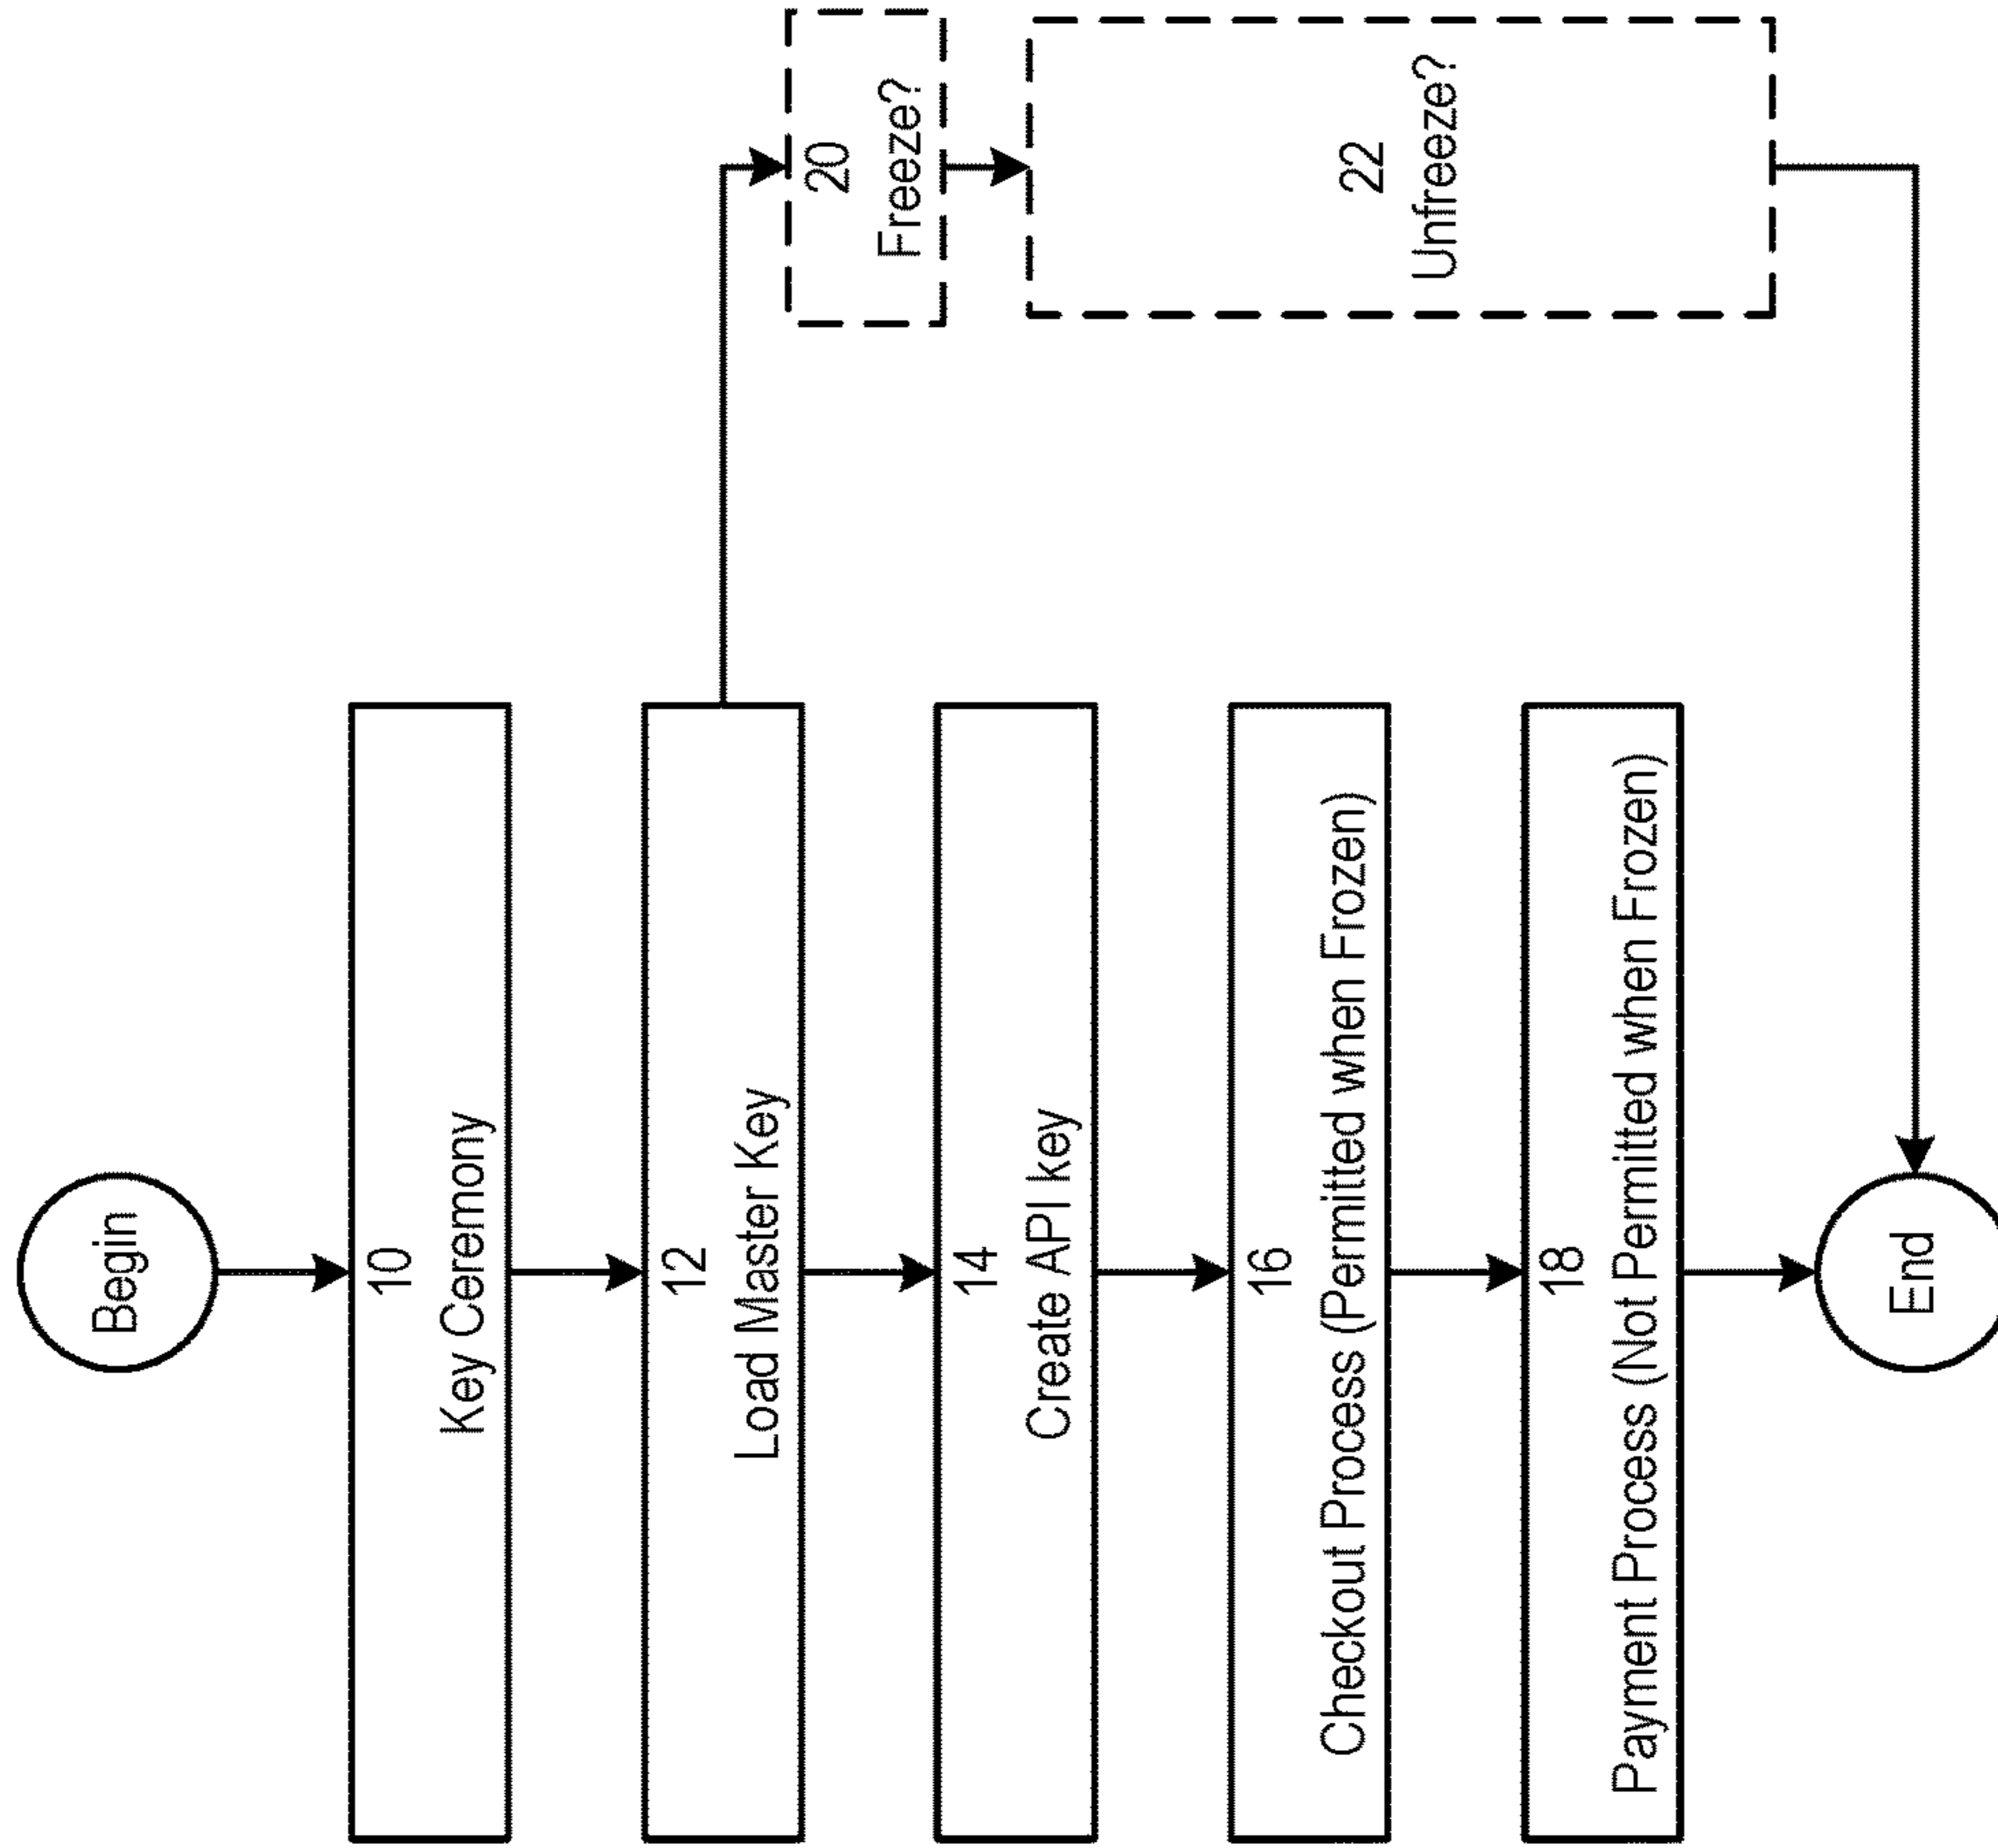 Begin
10
Key Ceremony
12
Load Master Key
14
Create API key
16
Checkout Process (Permitted when Frozen)
18
Payment Process (Not Permitted when Frozen)
End
20
Freeze?
22
Unfreeze?